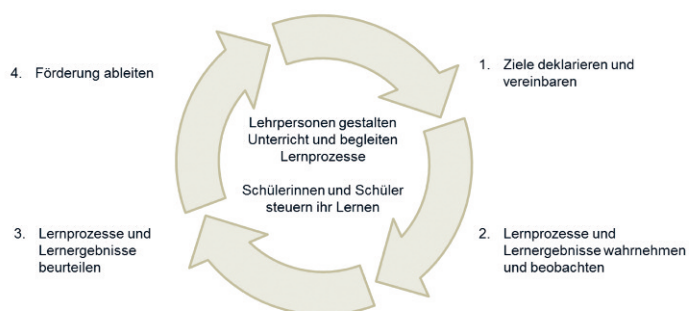 4. Förderung ableiten
1. Ziele deklarieren und
vereinbaren
Lehrpersonen gestalten
Unterricht und begleiten
Lernprozesse
Schülerinnen und Schüler
steuern ihr Lernen
3. Lernprozesse und
Lernergebnisse
beurteilen
2. Lernprozesse und
Lernergebnisse wahrnehmen
und beobachten